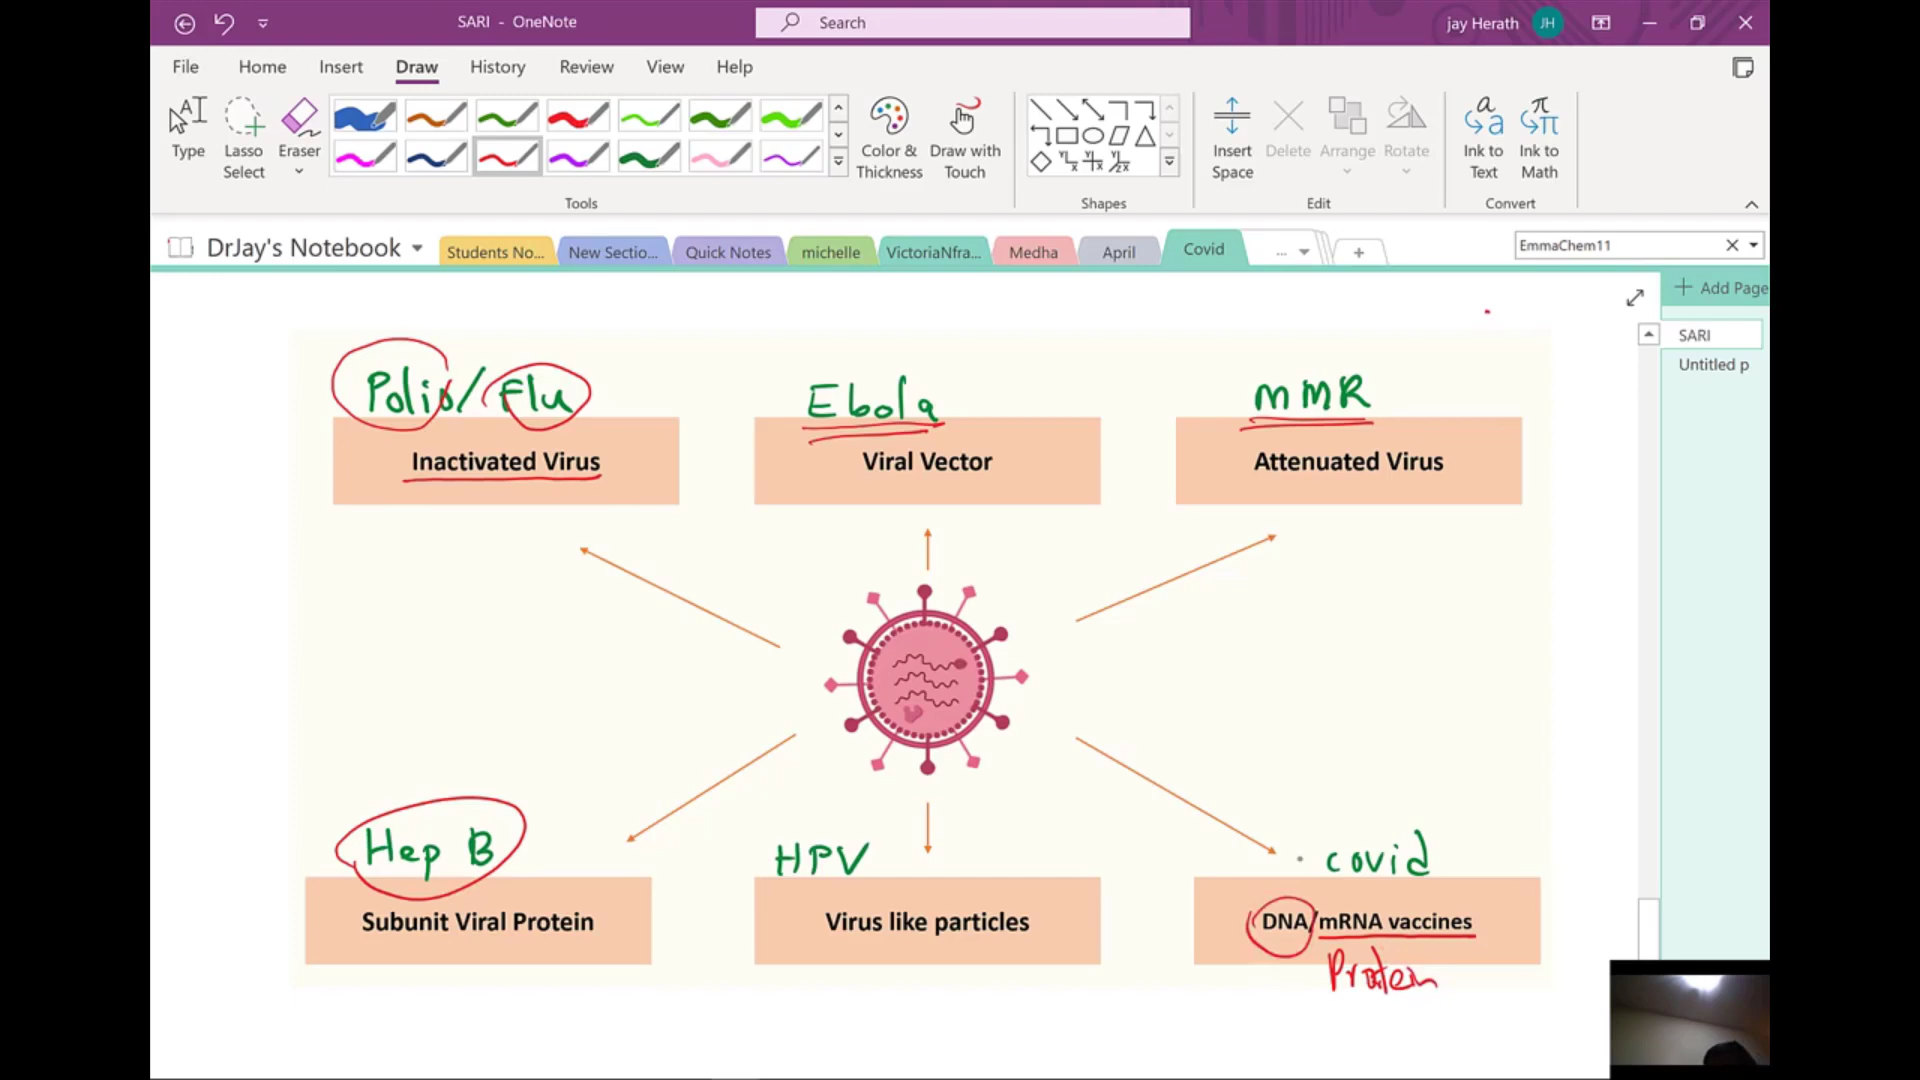 SARI - OneNote
Search
jay Herath
JH
File Home Insert Draw History Review View Help
Type
Lasso Select
Eraser
Color & Thickness
Draw with Touch
Insert Space
Delete
Arrange
Rotate
Ink to Text
Ink to Math
Tools
Shapes
Edit
Convert
DrJay's Notebook
Students No...
New Sectio...
Quick Notes
michelle
VictoriaNfra...
Medha
April
Covid
...
EmmaChem11
Add Page
SARI
Untitled p
Polio/Flu
Ebola
MMR
Inactivated Virus
Viral Vector
Attenuated Virus
Hep B
HPV
covid
Subunit Viral Protein
Virus like particles
DNA/mRNA vaccines
Protein